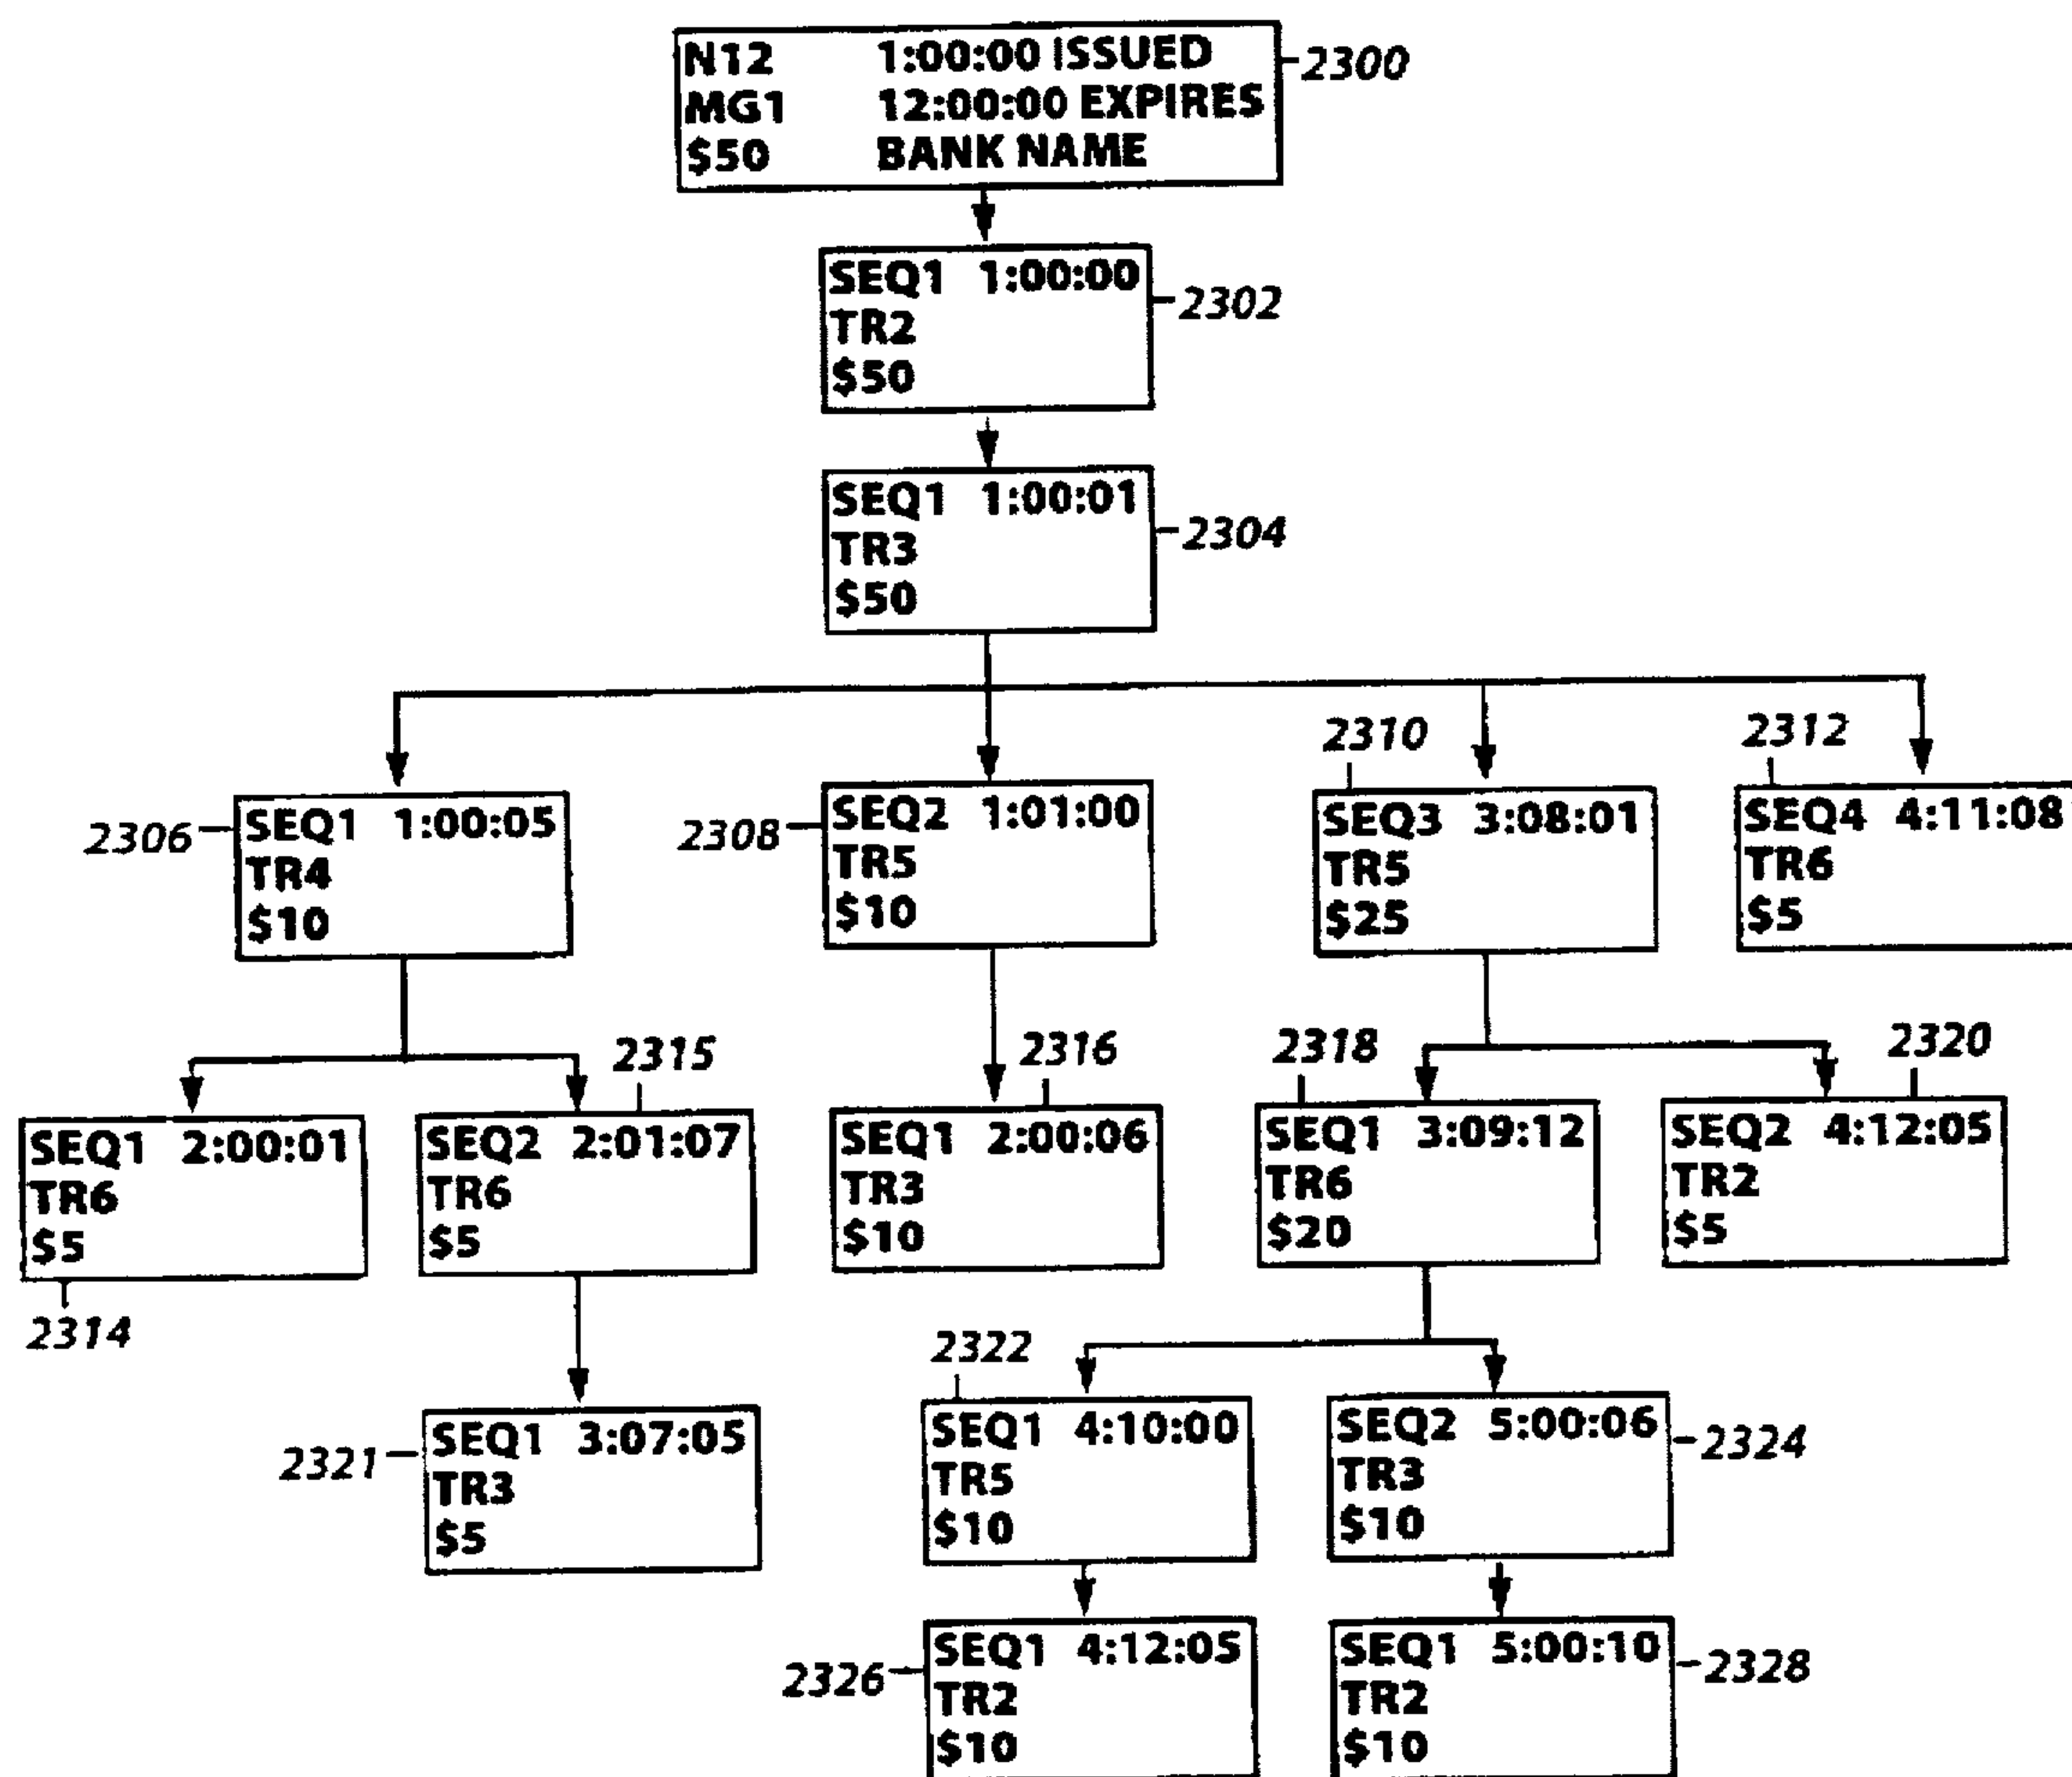 N12 1:00:00 ISSUED
MG1 12:00:00 EXPIRES
$50 BANK NAME
2300
SEQ1 1:00:00
TR2
$50
2302
SEQ1 1:00:01
TR3
$50
2304
2306
SEQ1 1:00:05
TR4
$10
2308
SEQ2 1:01:00
TR5
$10
2310
SEQ3 3:08:01
TR5
$25
2312
SEQ4 4:11:08
TR6
$5
SEQ1 2:00:01
TR6
$5
2314
2315
SEQ2 2:01:07
TR6
$5
2316
SEQ1 2:00:06
TR3
$10
2318
SEQ1 3:09:12
TR6
$20
2320
SEQ2 4:12:05
TR2
$5
2321
SEQ1 3:07:05
TR3
$5
2322
SEQ1 4:10:00
TR5
$10
SEQ2 5:00:06
TR3
$10
2324
2326
SEQ1 4:12:05
TR2
$10
SEQ1 5:00:10
TR2
$10
2328